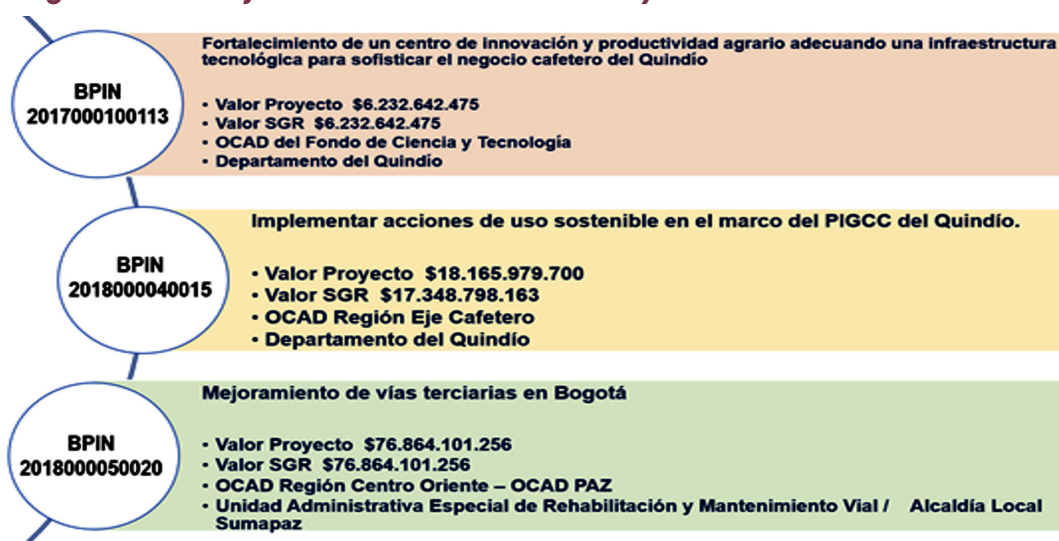 BPIN
2017000100113
Fortalecimiento de un centro de innovación y productividad agrario adecuando una infraestructura
tecnológica para sofisticar el negocio cafetero del Quindío
• Valor Proyecto $6.232.642.475
• Valor SGR $6.232.642.475
• OCAD del Fondo de Ciencia y Tecnología
• Departamento del Quindío
BPIN
2018000040015
Implementar acciones de uso sostenible en el marco del PIGCC del Quindío.
• Valor Proyecto $18.165.979.700
• Valor SGR $17.348.798.163
• OCAD Región Eje Cafetero
• Departamento del Quindío
BPIN
2018000050020
Mejoramiento de vías terciarias en Bogotá
• Valor Proyecto $76.864.101.256
• Valor SGR $76.864.101.256
• OCAD Región Centro Oriente – OCAD PAZ
• Unidad Administrativa Especial de Rehabilitación y Mantenimiento Vial / Alcaldía Local
Sumapaz